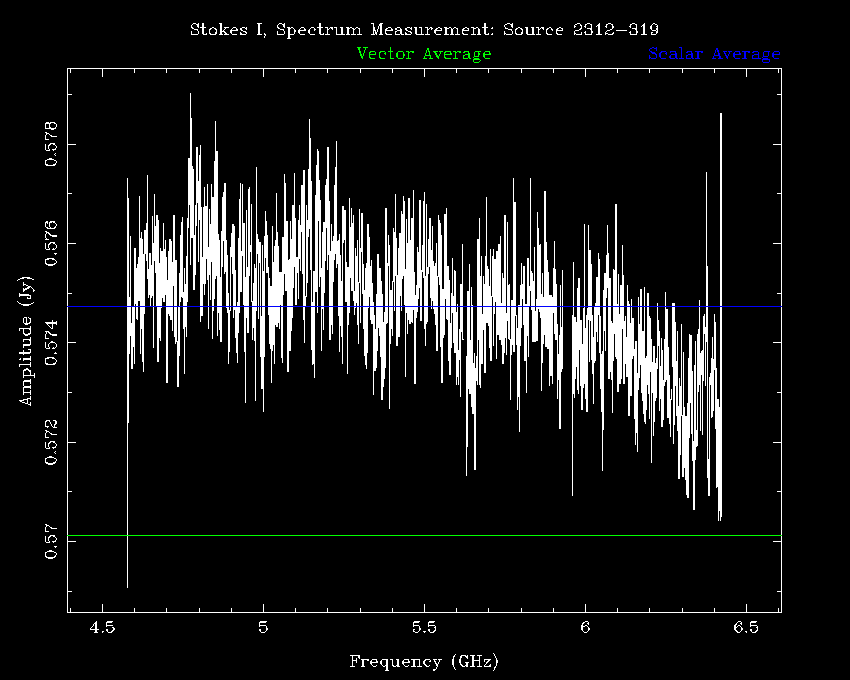 Stokes I, Spectrum Measurement: Source 2312-319
Vector Average
Scalar Average
0.578
0.576
0.574
0.572
0.57
Amplitude (Jy)
4.5 5 5.5 6 6.5
Frequency (GHz)